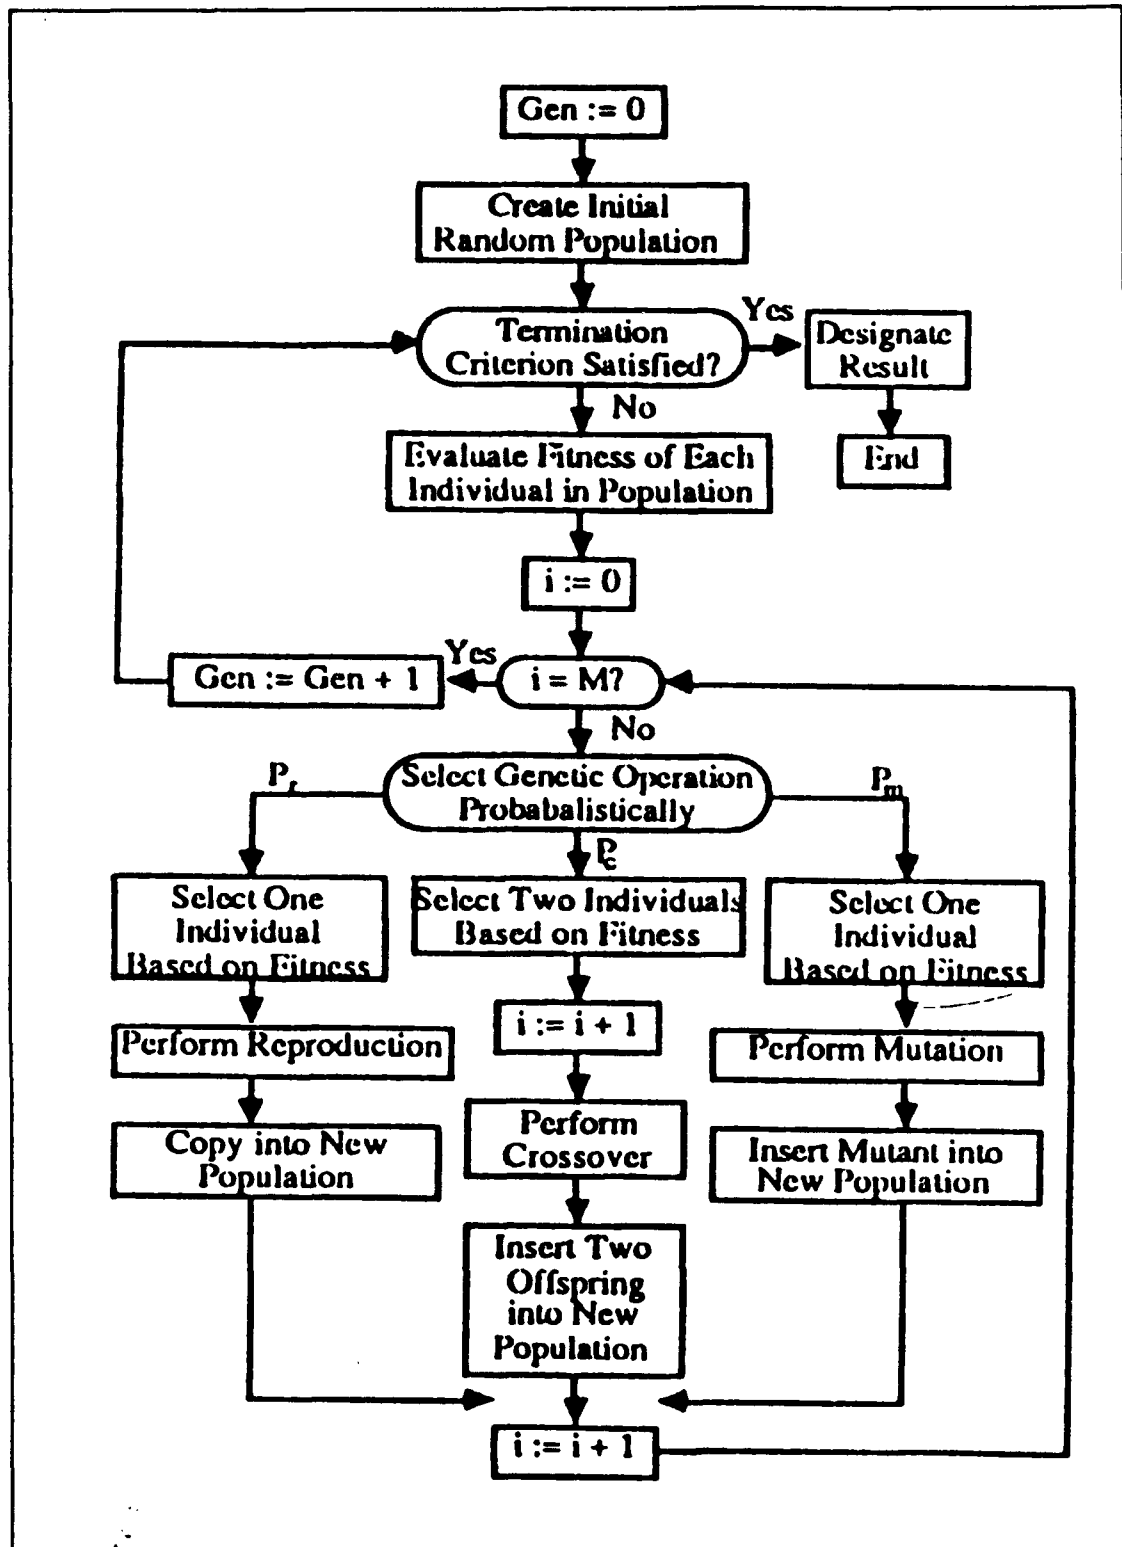 Gen := 0
Create Initial
Random Population
Termination
Criterion Satisfied?
Yes
Designate
Result
End
No
Evaluate Fitness of Each
Individual in Population
i := 0
i = M?
Yes
Gen := Gen + 1
No
Select Genetic Operation
Probabalistically
Pr
Pc
Pm
Select One
Individual
Based on Fitness
Perform Reproduction
Copy into New
Population
Select Two Individuals
Based on Fitness
i := i + 1
Perform
Crossover
Insert Two
Offspring
into New
Population
Select One
Individual
Based on Fitness
Perform Mutation
Insert Mutant into
New Population
i := i + 1